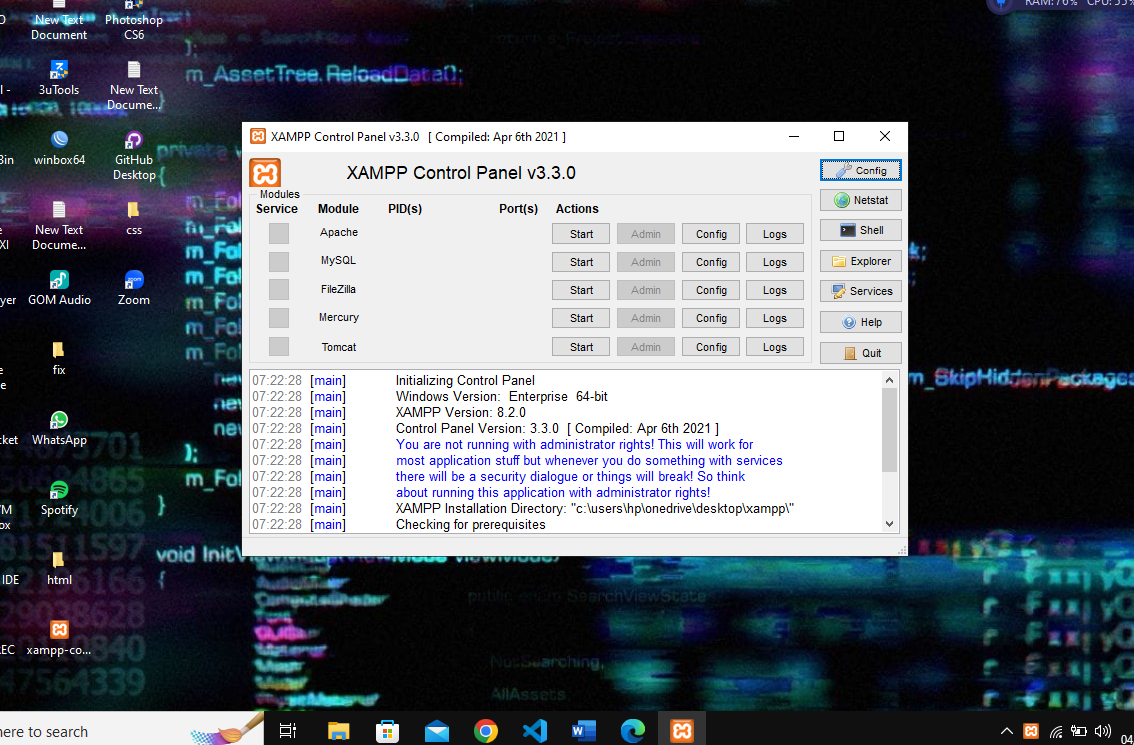 New Text
Document
Photoshop
CS6
3uTools
New Text
Docume...
winbox64
GitHub
Desktop
New Text
Docume...
css
GOM Audio
Zoom
fix
WhatsApp
Spotify
html
xampp-co...
m_AssetTree.ReloadData();
XAMPP Control Panel v3.3.0 [ Compiled: Apr 6th 2021 ]
XAMPP Control Panel v3.3.0
Modules
Service Module PID(s) Port(s) Actions
Apache Start Admin Config Logs
MySQL Start Admin Config Logs
FileZilla Start Admin Config Logs
Mercury Start Admin Config Logs
Tomcat Start Admin Config Logs
Config
Netstat
Shell
Explorer
Services
Help
Quit
07:22:28 [main] Initializing Control Panel
07:22:28 [main] Windows Version: Enterprise 64-bit
07:22:28 [main] XAMPP Version: 8.2.0
07:22:28 [main] Control Panel Version: 3.3.0 [ Compiled: Apr 6th 2021 ]
07:22:28 [main] You are not running with administrator rights! This will work for
07:22:28 [main] most application stuff but whenever you do something with services
07:22:28 [main] there will be a security dialogue or things will break! So think
07:22:28 [main] about running this application with administrator rights!
07:22:28 [main] XAMPP Installation Directory: "c:\users\hp\onedrive\desktop\xampp\"
07:22:28 [main] Checking for prerequisites
m_SkipHiddenPackages
public enum SearchViewState
NotSearching,
AllAssets
here to search